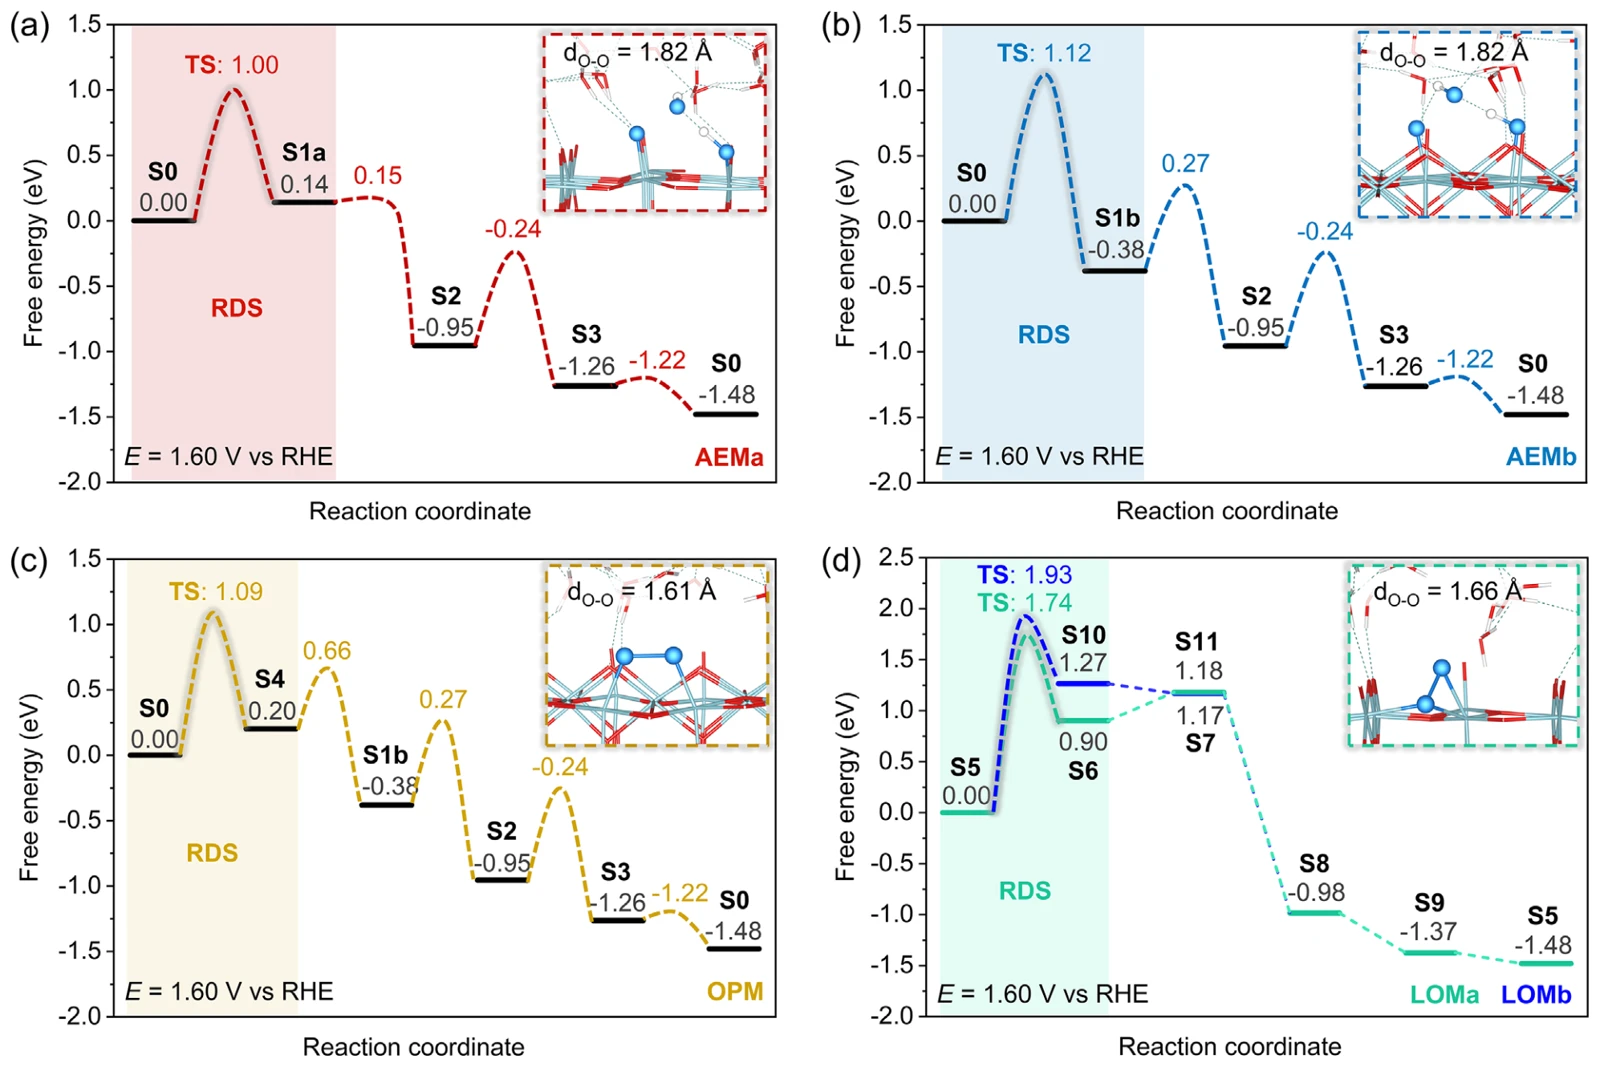 (a)
Free energy (eV)
1.5
1.0
0.5
0.0
-0.5
-1.0
-1.5
-2.0
TS: 1.00
dO-O = 1.82 Å
S0
0.00
S1a
0.14
0.15
-0.24
RDS
S2
-0.95
S3
-1.26
-1.22
S0
-1.48
E = 1.60 V vs RHE
AEMa
Reaction coordinate
(b)
Free energy (eV)
1.5
1.0
0.5
0.0
-0.5
-1.0
-1.5
-2.0
TS: 1.12
dO-O = 1.82 Å
S0
0.00
S1b
-0.38
0.27
-0.24
RDS
S2
-0.95
S3
-1.26
-1.22
S0
-1.48
E = 1.60 V vs RHE
AEMb
Reaction coordinate
(c)
Free energy (eV)
1.5
1.0
0.5
0.0
-0.5
-1.0
-1.5
-2.0
TS: 1.09
dO-O = 1.61 Å
S0
0.00
S4
0.20
0.66
S1b
-0.38
0.27
-0.24
RDS
S2
-0.95
S3
-1.26
-1.22
S0
-1.48
E = 1.60 V vs RHE
OPM
Reaction coordinate
(d)
Free energy (eV)
2.5
2.0
1.5
1.0
0.5
0.0
-0.5
-1.0
-1.5
-2.0
TS: 1.93
TS: 1.74
dO-O = 1.66 Å
S10
1.27
S11
1.18
1.17
S7
0.90
S6
S5
0.00
RDS
S8
-0.98
S9
-1.37
S5
-1.48
E = 1.60 V vs RHE
LOMa LOMb
Reaction coordinate